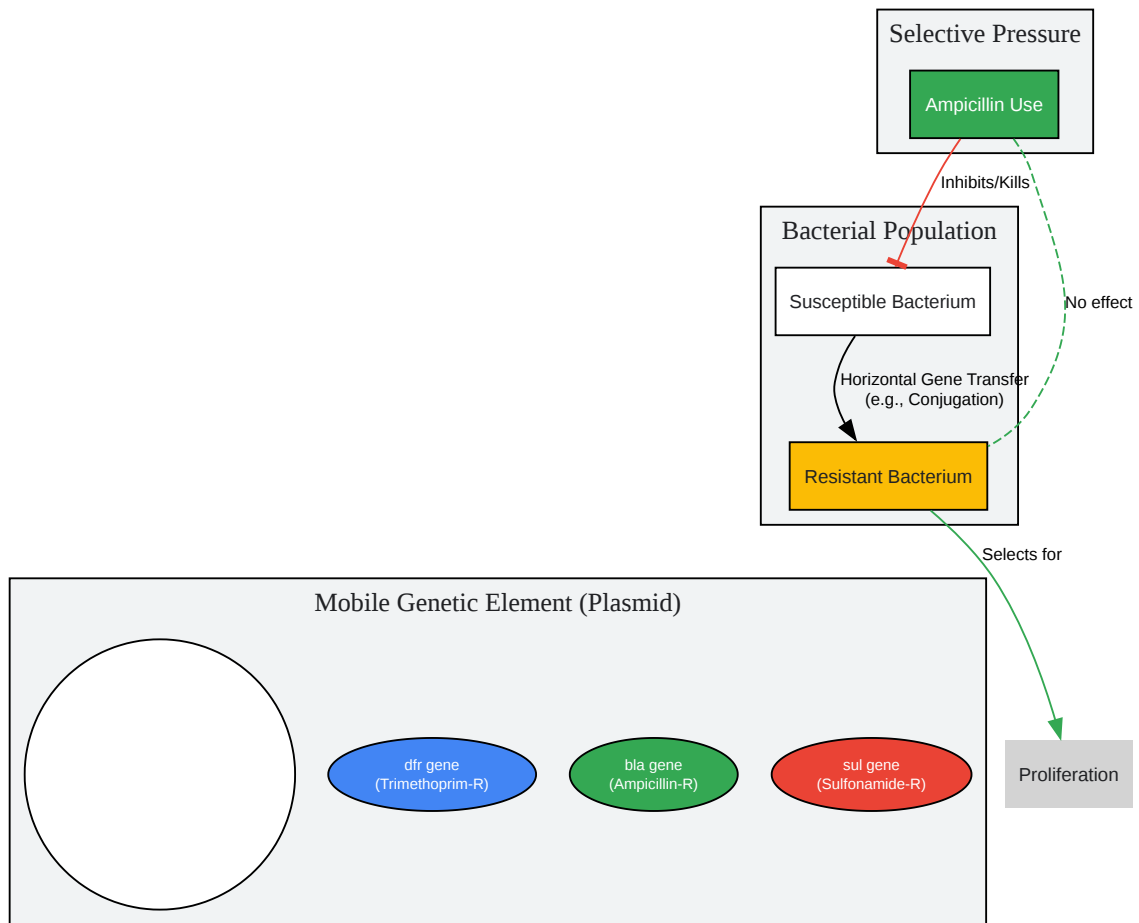 Selective Pressure
Ampicillin Use
Inhibits/Kills
Bacterial Population
Susceptible Bacterium
No effect
Horizontal Gene Transfer
(e.g., Conjugation)
Resistant Bacterium
Selects for
Mobile Genetic Element (Plasmid)
dfr gene
(Trimethoprim-R)
bla gene
(Ampicillin-R)
sul gene
(Sulfonamide-R)
Proliferation